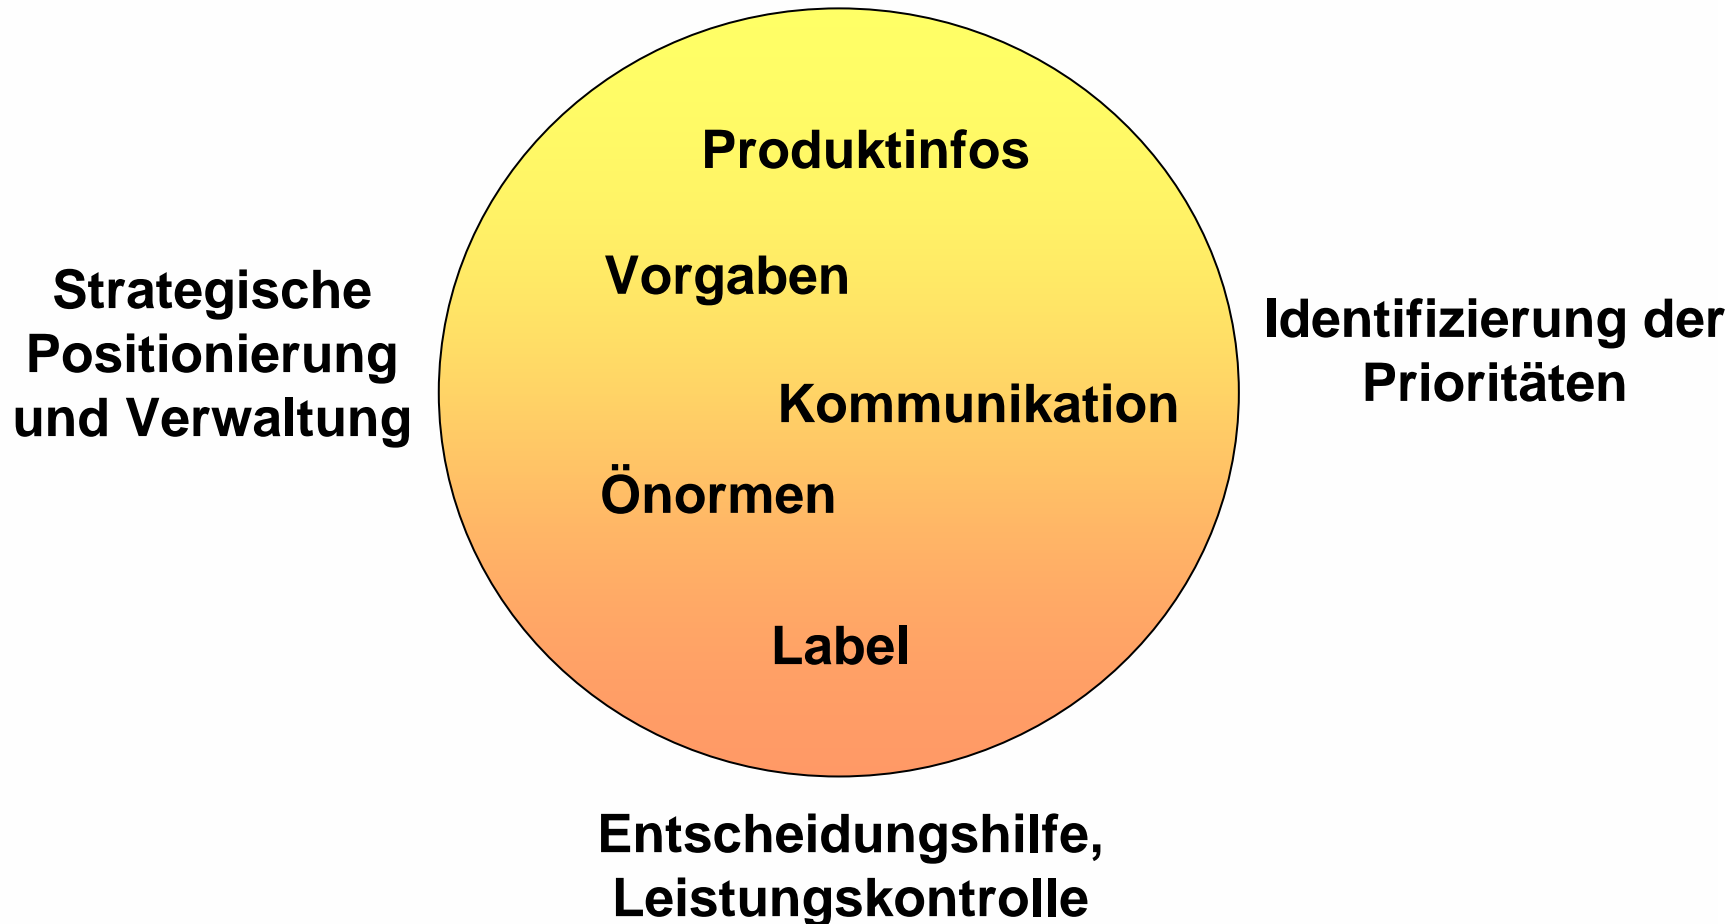 Produktinfos
Vorgaben
Kommunikation
Önormen
Label
Strategische
Positionierung
und Verwaltung
Identifizierung der
Prioritäten
Entscheidungshilfe,
Leistungskontrolle